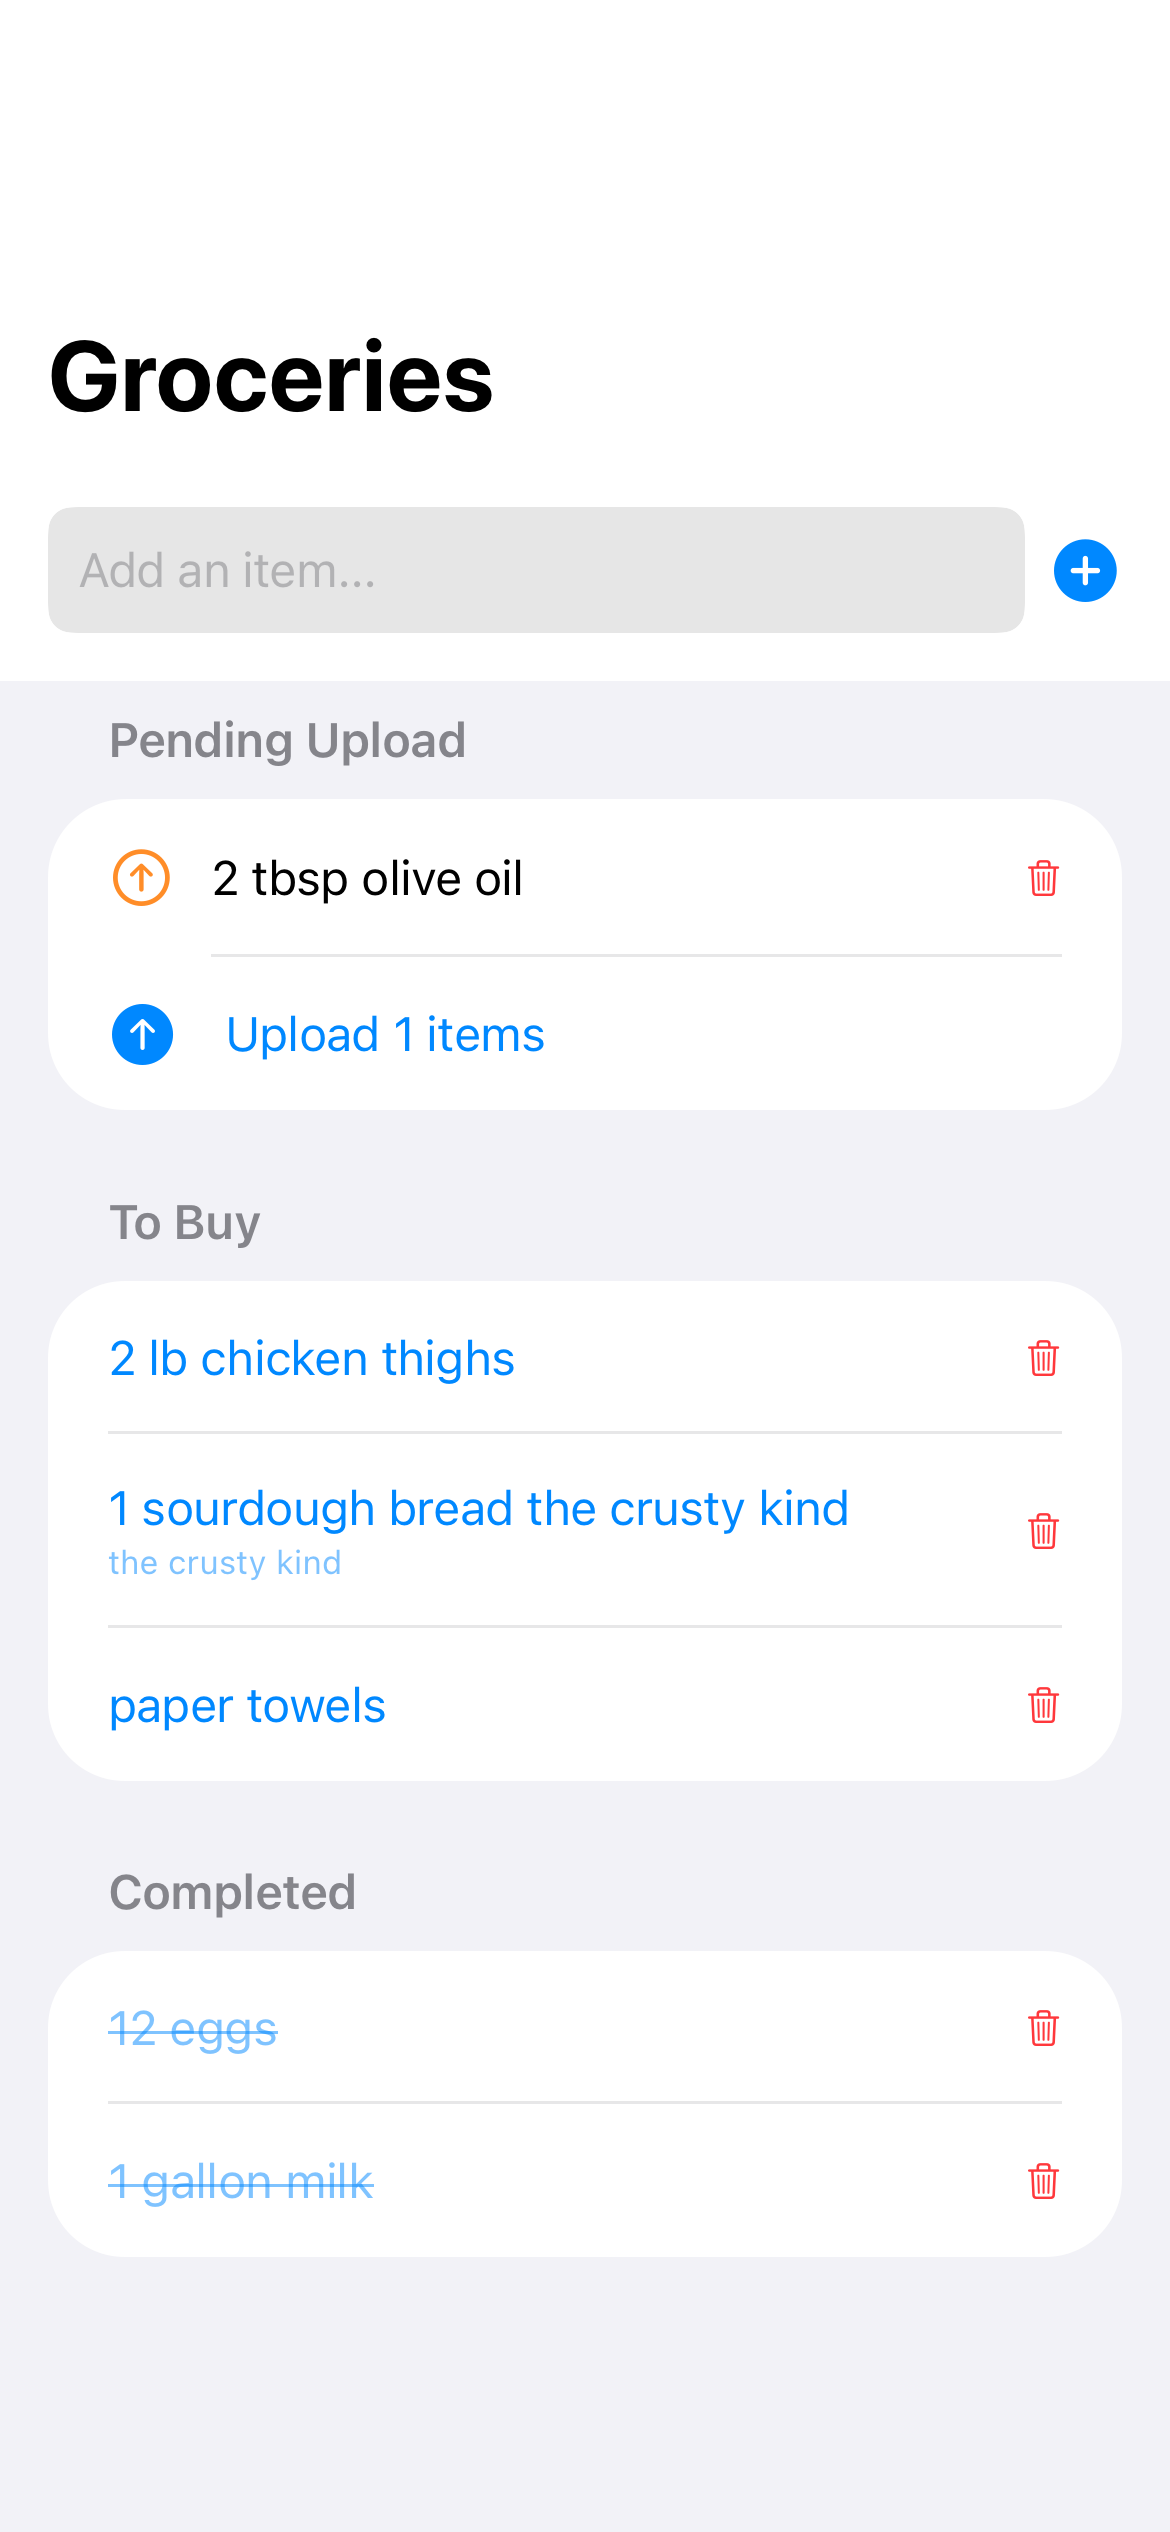 Groceries
Add an item...
Pending Upload
2 tbsp olive oil
Upload 1 items
To Buy
2 lb chicken thighs
1 sourdough bread the crusty kind
the crusty kind
paper towels
Completed
12 eggs
1 gallon milk